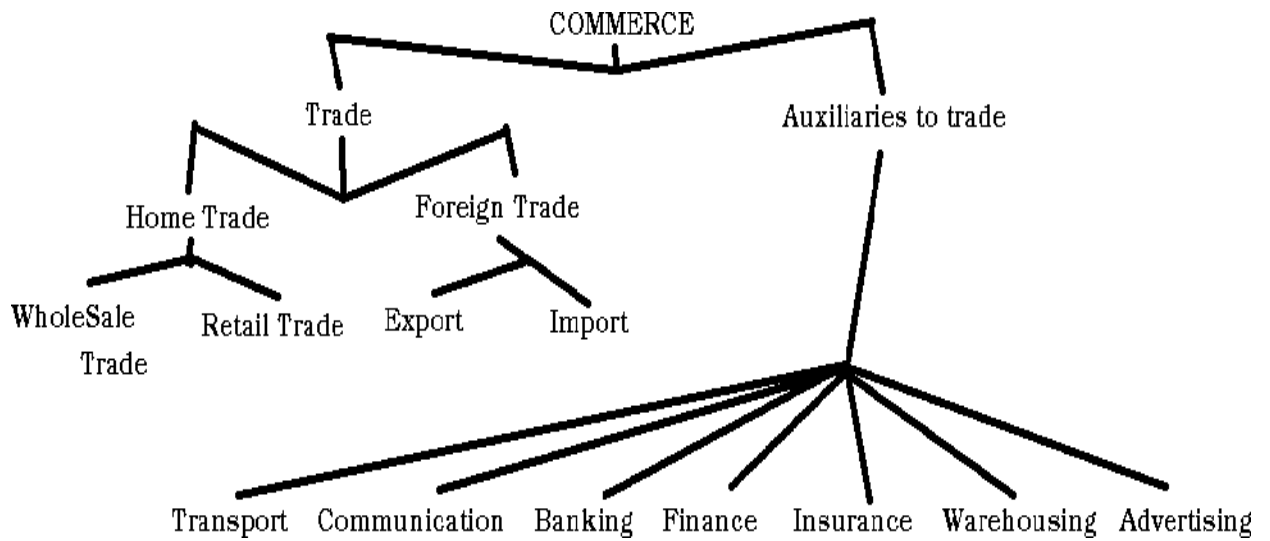 COMMERCE
Trade
Auxiliaries to trade
Home Trade
Foreign Trade
WholeSale
Trade
Retail Trade
Export
Import
Transport
Communication
Banking
Finance
Insurance
Warehousing
Advertising